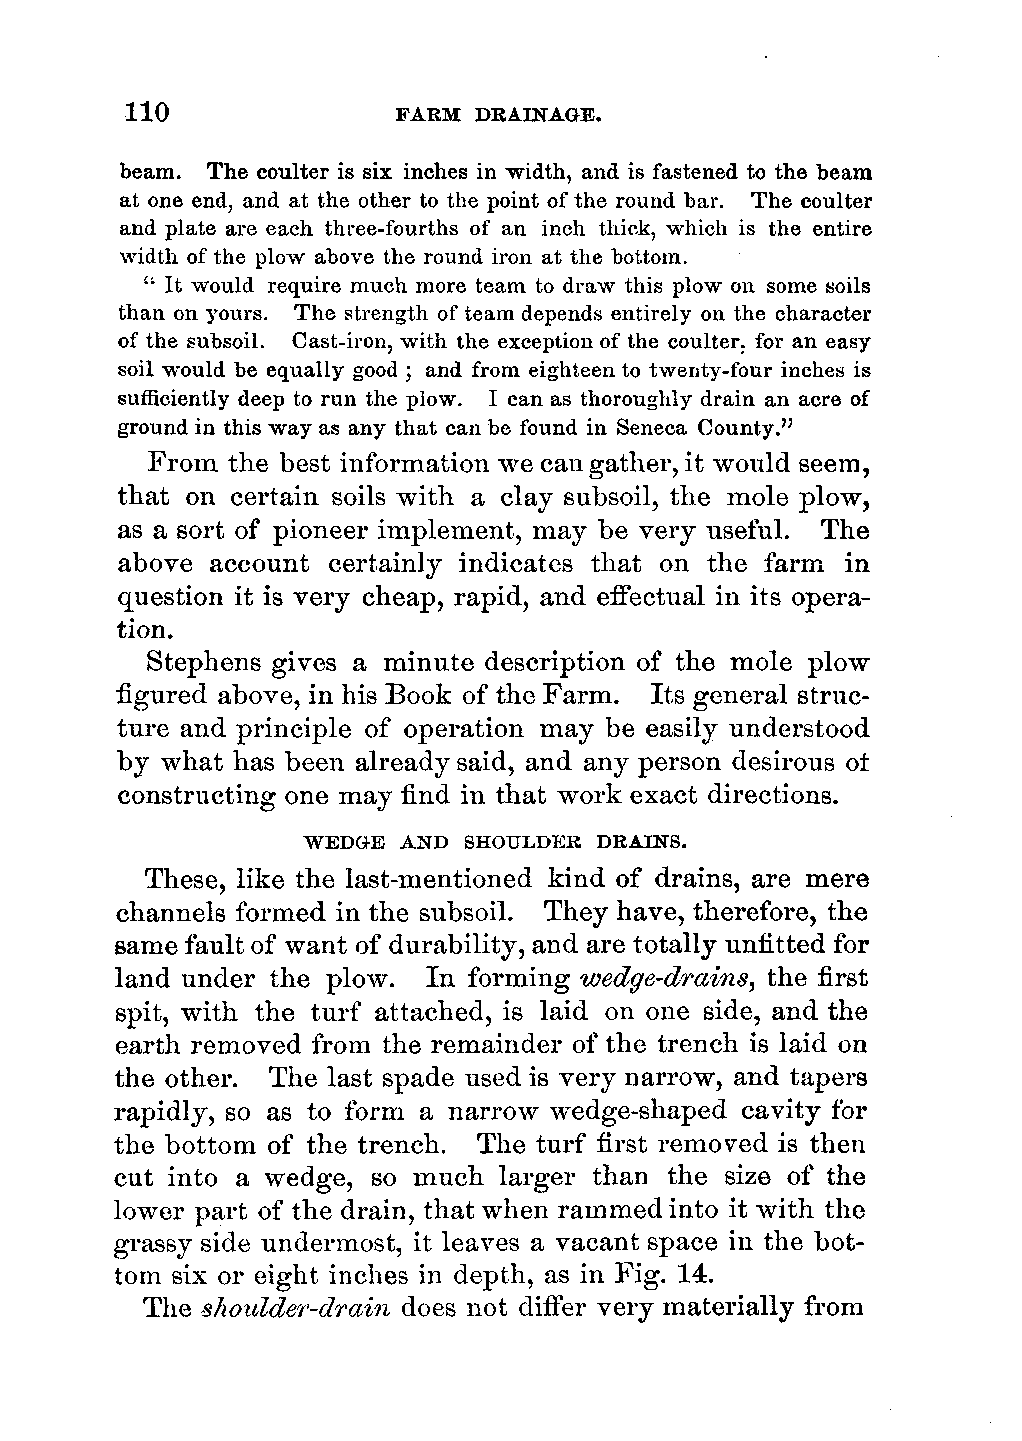 110 FARM DRAINAGE.
beam. The coulter is six inches in width, and is fastened to the beam
at one end, and at the other to the point of the round bar. The coulter
and plate are each three-fourths of an inch thick, which is the entire
width of the plow above the round iron at the bottom.
“ It would require much more team to draw this plow on some soils
than on yours. The strength of team depends entirely on the character
of the subsoil. Cast-iron, with the exception of the coulter, for an easy
soil would be equally good ; and from eighteen to twenty-four inches is
sufficiently deep to run the plow. I can as thoroughly drain an acre of
ground in this way as any that can be found in Seneca County.”
From the best information we can gather, it would seem,
that on certain soils with a clay subsoil, the mole plow,
as a sort of pioneer implement, may be very useful. The
above account certainly indicates that on the farm in
question it is very cheap, rapid, and effectual in its opera-
tion.
Stephens gives a minute description of the mole plow
figured above, in his Book of the Farm. Its general struc-
ture and principle of operation may be easily understood
by what has been already said, and any person desirous of
constructing one may find in that work exact directions.
WEDGE AND SHOULDER DRAINS.
These, like the last-mentioned kind of drains, are mere
channels formed in the subsoil. They have, therefore, the
same fault of want of durability, and are totally unfitted for
land under the plow. In forming wedge-drains, the first
spit, with the turf attached, is laid on one side, and the
earth removed from the remainder of the trench is laid on
the other. The last spade used is very narrow, and tapers
rapidly, so as to form a narrow wedge-shaped cavity for
the bottom of the trench. The turf first removed is then
cut into a wedge, so much larger than the size of the
lower part of the drain, that when rammed into it with the
grassy side undermost, it leaves a vacant space in the bot-
tom six or eight inches in depth, as in Fig. 14.
The shoulder-drain does not differ very materially from